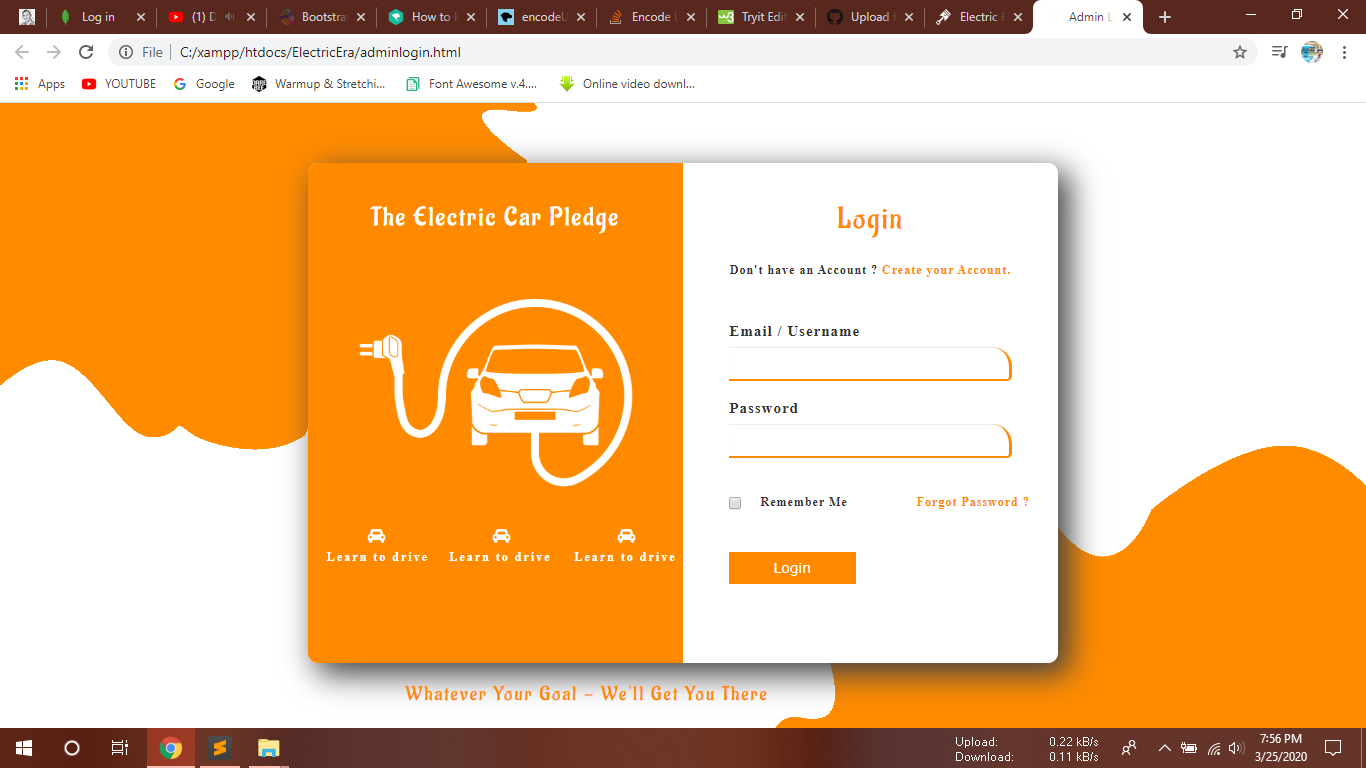 Log in
(1) D
Bootstra
How to E
encodeU
Encode U
Tryit Edit
Upload f
Electric E
Admin L
File
C:/xampp/htdocs/ElectricEra/adminlogin.html
Apps
YOUTUBE
Google
Warmup & Stretchi...
Font Awesome v.4....
Online video downl...
The Electric Car Pledge
Learn to drive
Learn to drive
Learn to drive
Login
Don't have an Account ? Create your Account.
Email / Username
Password
Remember Me
Forgot Password ?
Login
Whatever Your Goal – We'll Get You There
Upload: 0.22 kB/s
Download: 0.11 kB/s
7:56 PM
3/25/2020